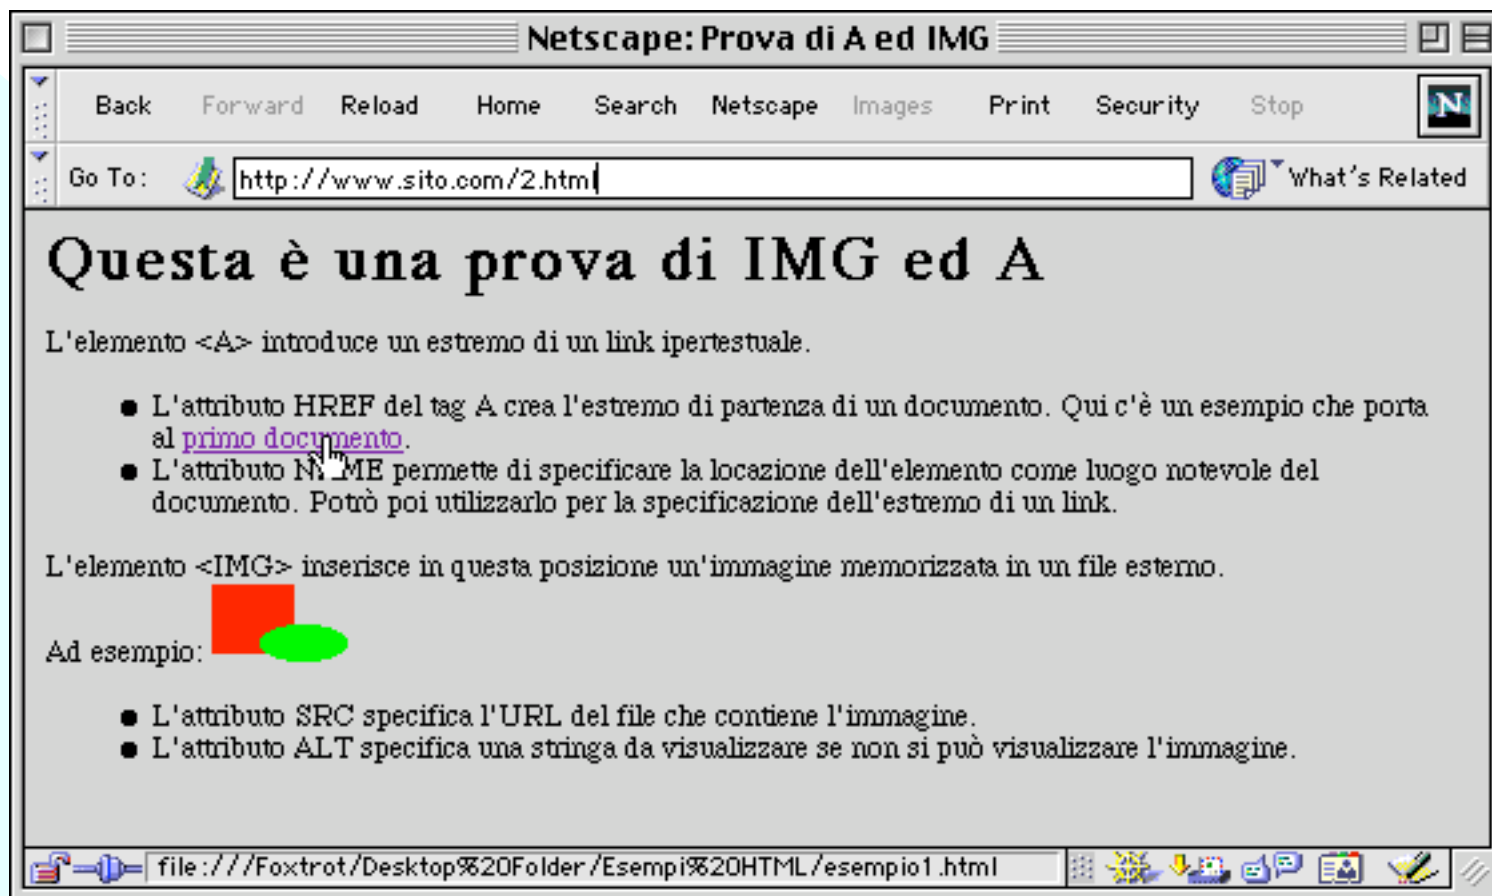 Netscape: Prova di A ed IMG
Back Forward Reload Home Search Netscape Images Print Security Stop
N
Go To: http://www.sito.com/2.html What's Related
Questa è una prova di IMG ed A
L'elemento <A> introduce un estremo di un link ipertestuale.
L'attributo HREF del tag A crea l'estremo di partenza di un documento. Qui c'è un esempio che porta
al primo documento.
L'attributo NAME permette di specificare la locazione dell'elemento come luogo notevole del
documento. Potrò poi utilizzarlo per la specificazione dell'estremo di un link.
L'elemento <IMG> inserisce in questa posizione un'immagine memorizzata in un file esterno.
Ad esempio:
L'attributo SRC specifica l'URL del file che contiene l'immagine.
L'attributo ALT specifica una stringa da visualizzare se non si può visualizzare l'immagine.
file:///Foxtrot/Desktop%20Folder/Esempi%20HTML/esempio1.html